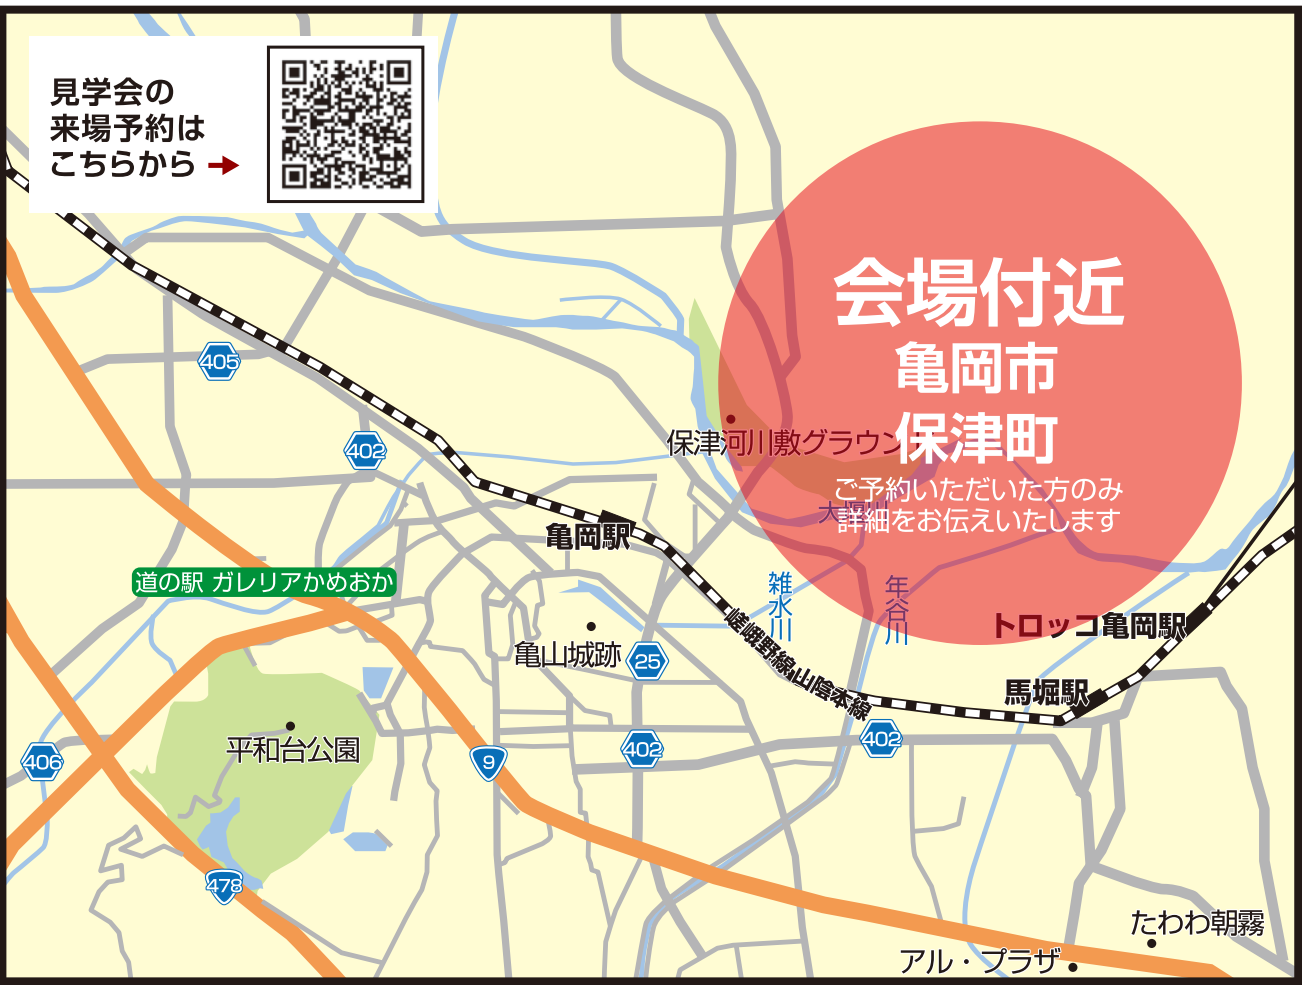 見学会の
来場予約は
こちらから
会場付近
亀岡市
保津町
ご予約いただいた方のみ
詳細をお伝えいたします
405
402
保津河川敷グラウン
亀岡駅
道の駅 ガレリアかめおか
雑水川
年谷川
トロッコ亀岡駅
嵯峨野線,山陰本線
亀山城跡
25
馬堀駅
平和台公園
406
402
402
9
478
たわわ朝霧
アル・プラザ